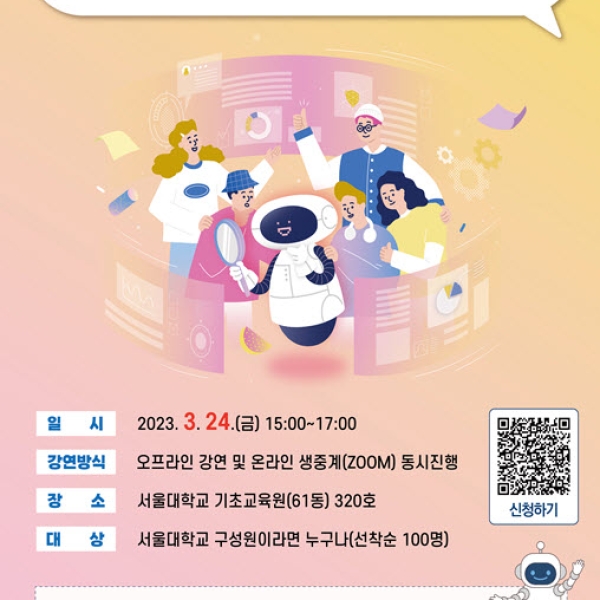 일 시 2023. 3. 24.(금) 15:00~17:00
강연방식 오프라인 강연 및 온라인 생중계(ZOOM) 동시진행
장 소 서울대학교 기초교육원(61동) 320호
대 상 서울대학교 구성원이라면 누구나(선착순 100명)
신청하기